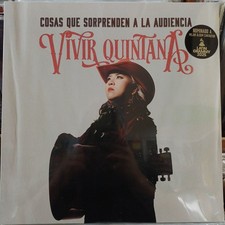 COSAS QUE SORPRENDEN A LA AUDIENCIA
VIVIR QUINTANA